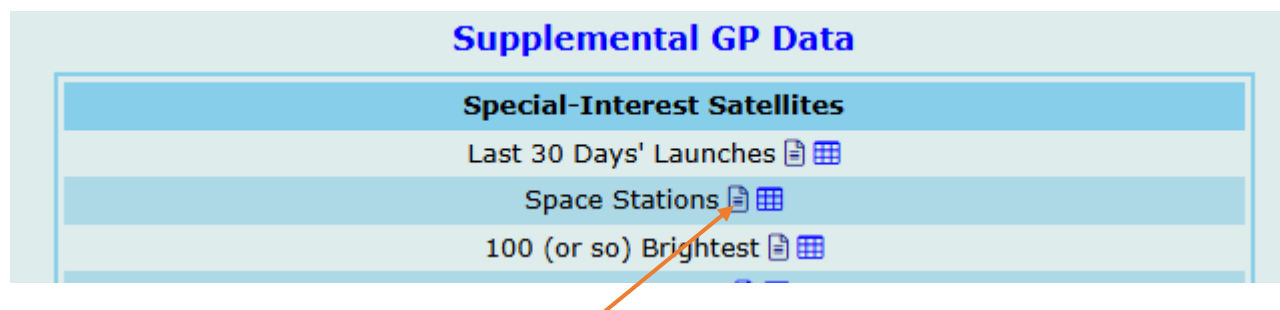 Supplemental GP Data
Special-Interest Satellites
Last 30 Days' Launches
Space Stations
100 (or so) Brightest